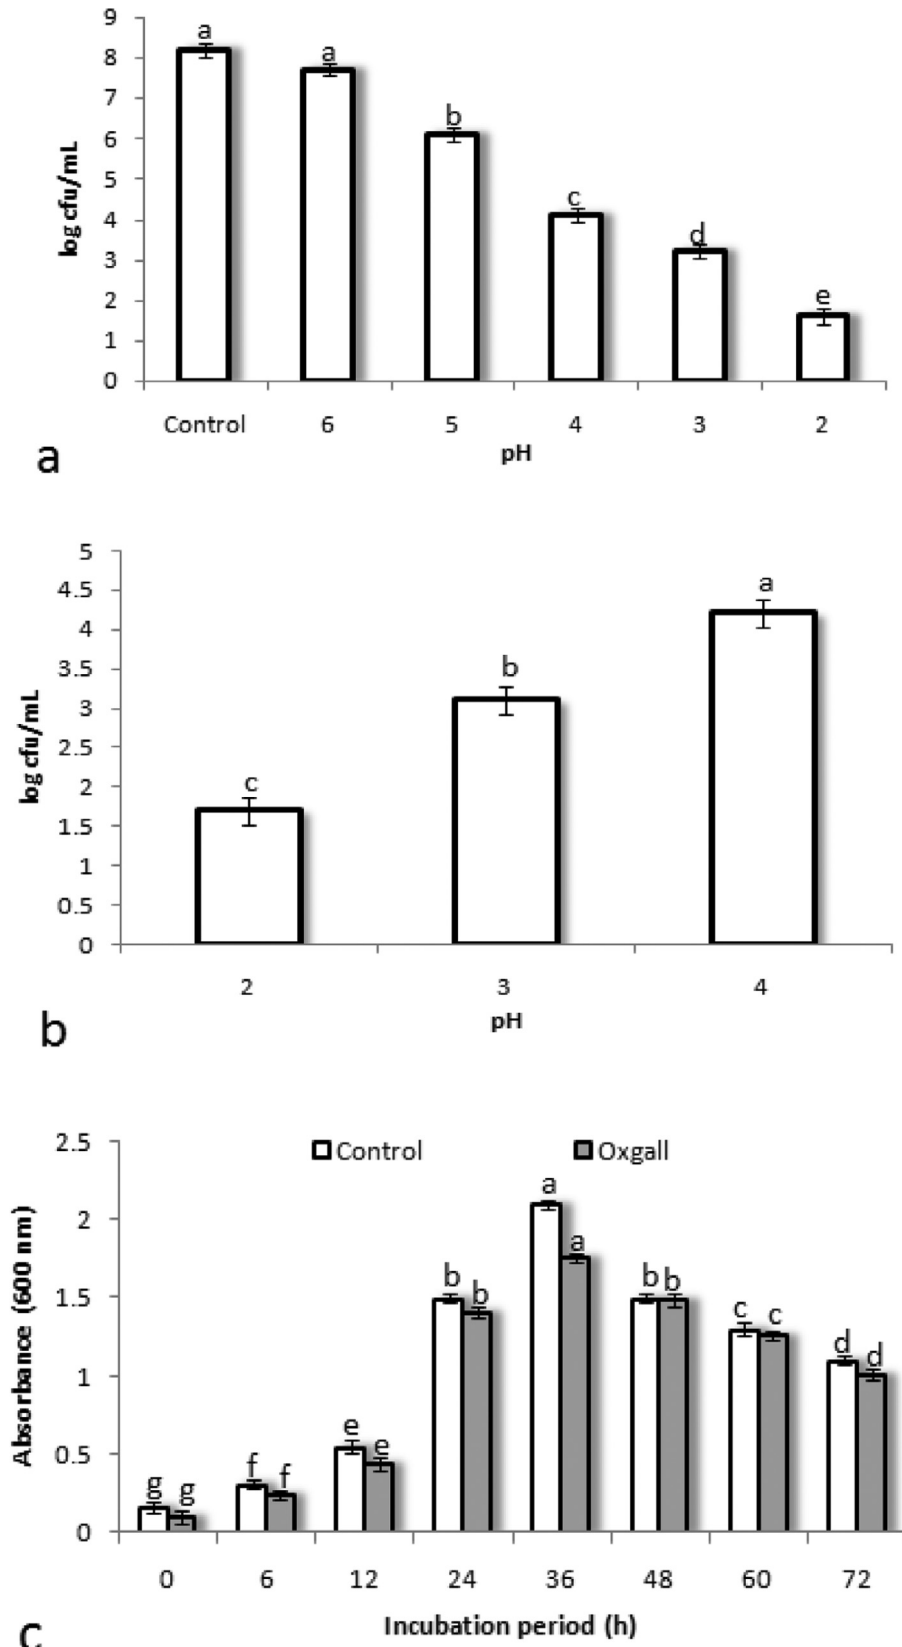 9
8
7
6
5
4
3
2
1
0
log cfu/mL
a
a
b
c
d
e
Control 6 5 4 3 2
pH
a
5
4.5
4
3.5
3
2.5
2
1.5
1
0.5
0
log cfu/mL
c
b
a
2 3 4
pH
b
2.5
2
1.5
1
0.5
0
Absorbance (600 nm)
Control Oxgall
g g f f e e b b a a b b c c d d
0 6 12 24 36 48 60 72
Incubation period (h)
c